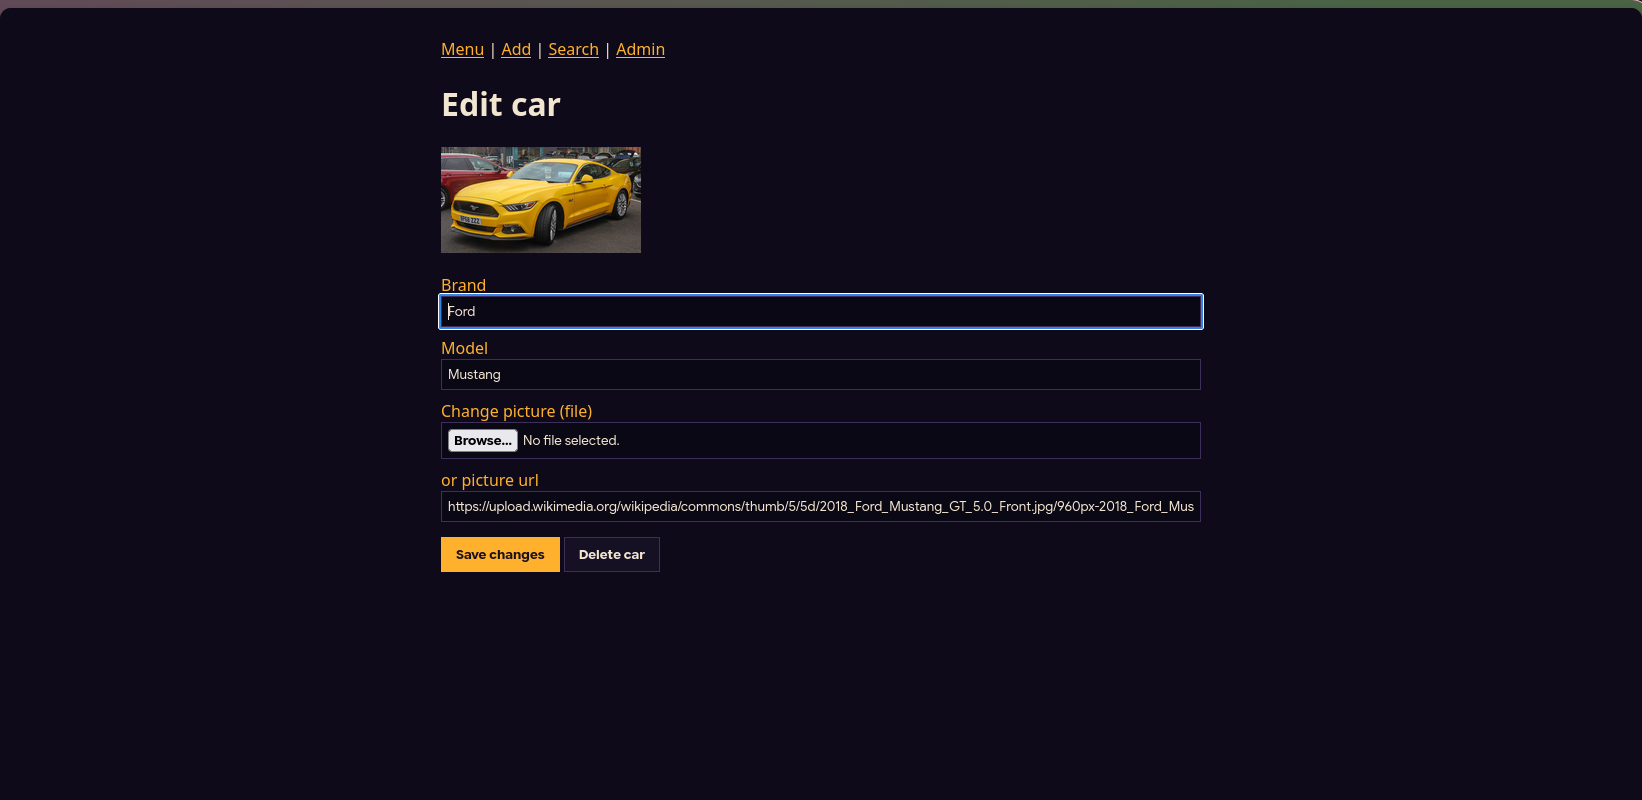 Menu | Add | Search | Admin
Edit car
Brand
Ford
Model
Mustang
Change picture (file)
Browse... No file selected.
or picture url
https://upload.wikimedia.org/wikipedia/commons/thumb/5/5d/2018_Ford_Mustang_GT_5.0_Front.jpg/960px-2018_Ford_Mus
Save changes Delete car